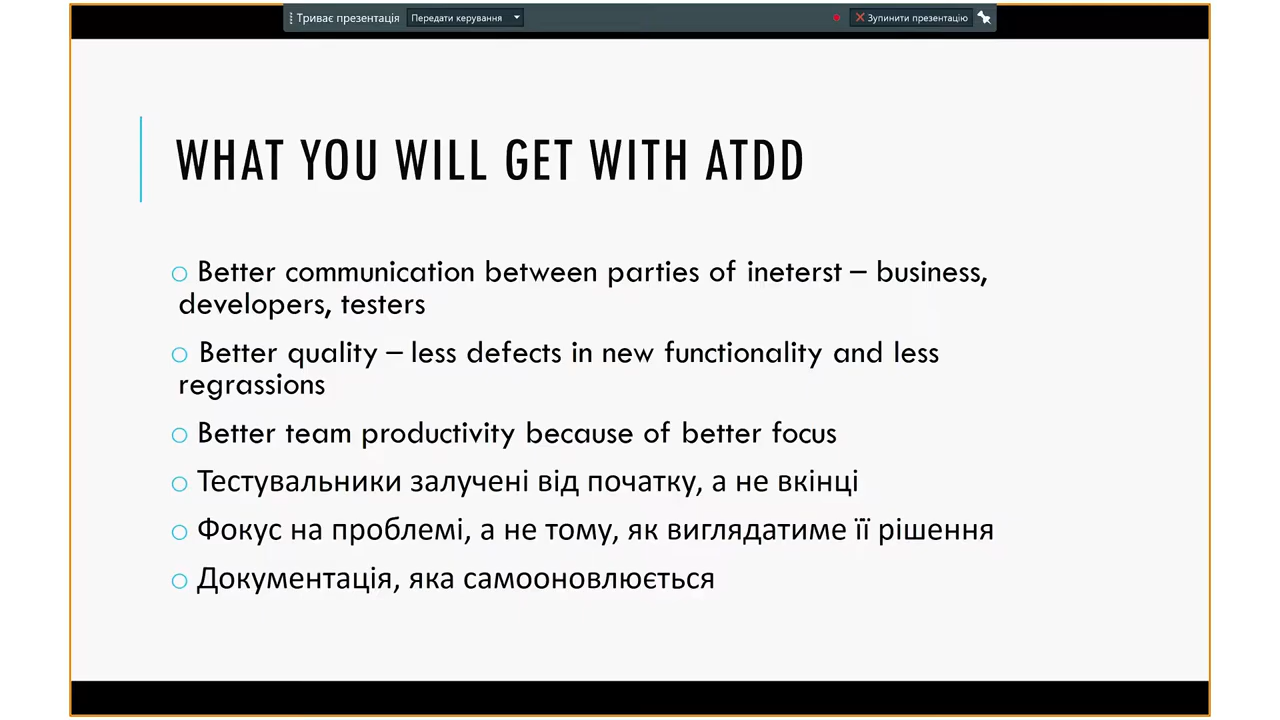 Триває презентація Передати керування Зупинити презентацію
WHAT YOU WILL GET WITH ATDD
Better communication between parties of ineterst – business,
developers, testers
Better quality – less defects in new functionality and less
regrassions
Better team productivity because of better focus
Тестувальники залучені від початку, а не вкінці
Фокус на проблемі, а не тому, як виглядатиме її рішення
Документація, яка самооновлюється